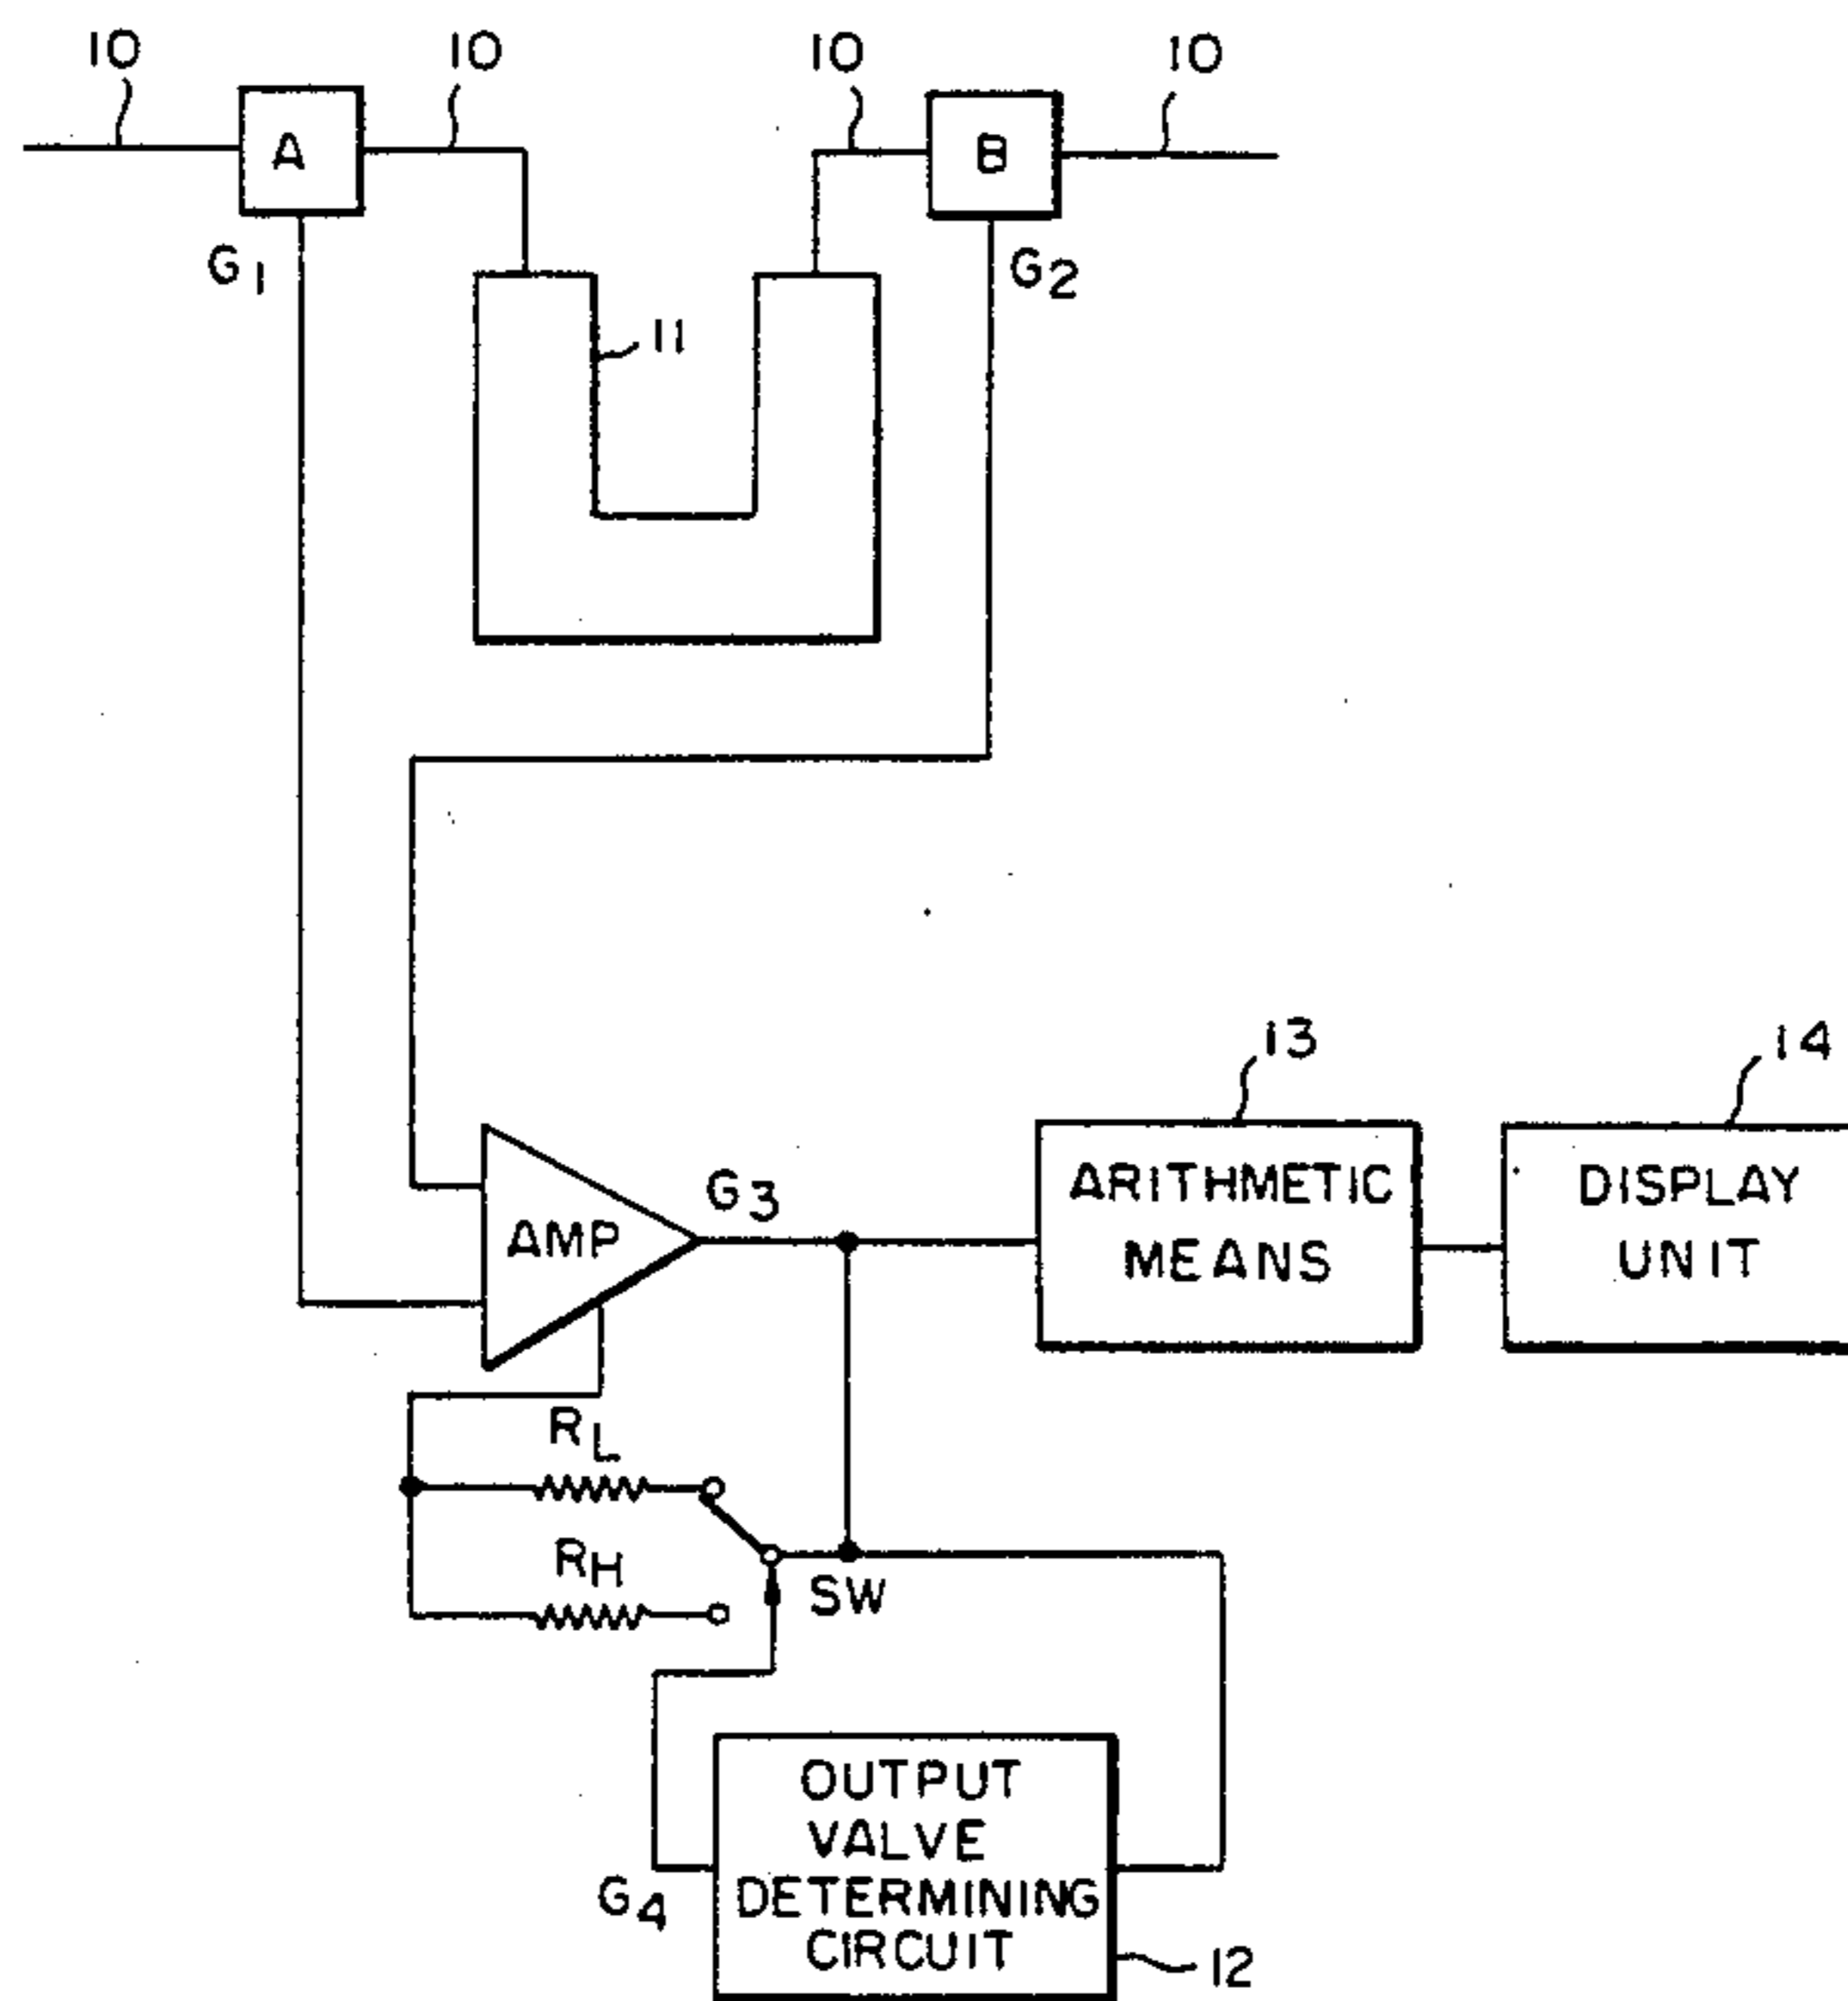 10
10
10
10
A
B
G1
G2
11
13
14
G3
AMP
ARITHMETIC
MEANS
DISPLAY
UNIT
RL
RH
SW
OUTPUT
VALVE
DETERMINING
CIRCUIT
G4
12